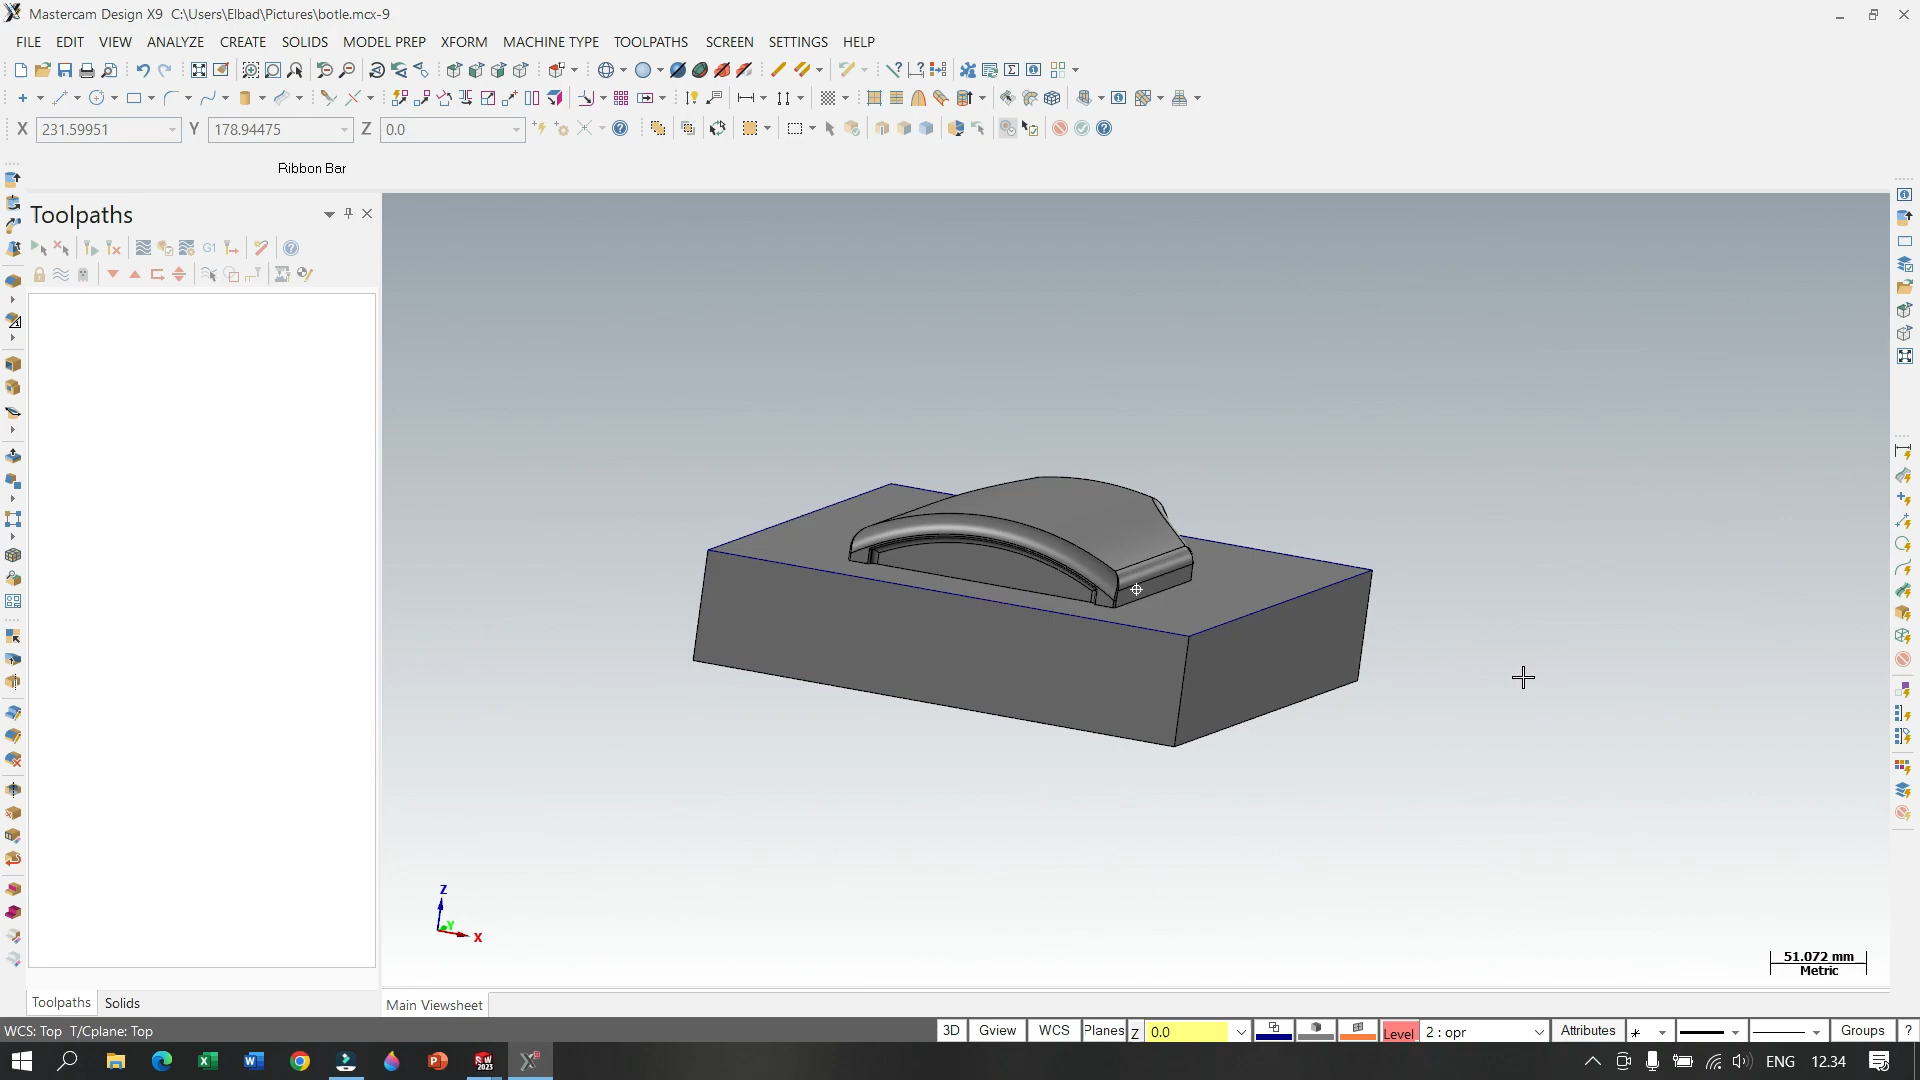 Mastercam Design X9 C:\Users\Elbad\Pictures\botle.mcx-9
FILE EDIT VIEW ANALYZE CREATE SOLIDS MODEL PREP XFORM MACHINE TYPE TOOLPATHS SCREEN SETTINGS HELP
X 231.59951 Y 178.94475 Z 0.0
Ribbon Bar
Toolpaths
G1
Z
Y
X
51.072 mm
Metric
Toolpaths Solids
Main Viewsheet
WCS: Top T/Cplane: Top
3D Gview WCS Planes Z 0.0 Level 2 : opr Attributes Groups ?
SW 2023
ENG 12.34